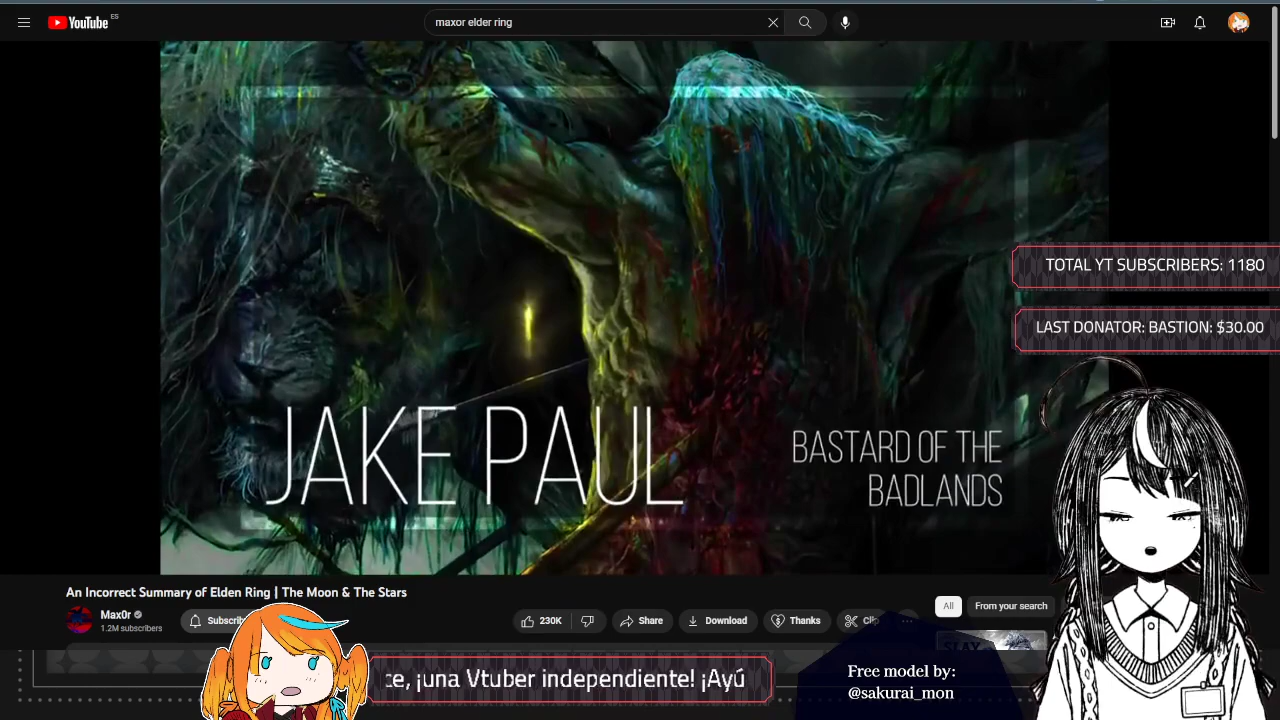 YouTube ES
maxor elder ring
JAKE PAUL
BASTARD OF THE
BADLANDS
TOTAL YT SUBSCRIBERS: 1180
LAST DONATOR: BASTION: $30.00
An Incorrect Summary of Elden Ring | The Moon & The Stars
Max0r
1.2M subscribers
Subscrib
230K
Share
Download
Thanks
Clip
All
From your search
ce, ¡una Vtuber independiente! ¡Ayú
Free model by:
@sakurai_mon